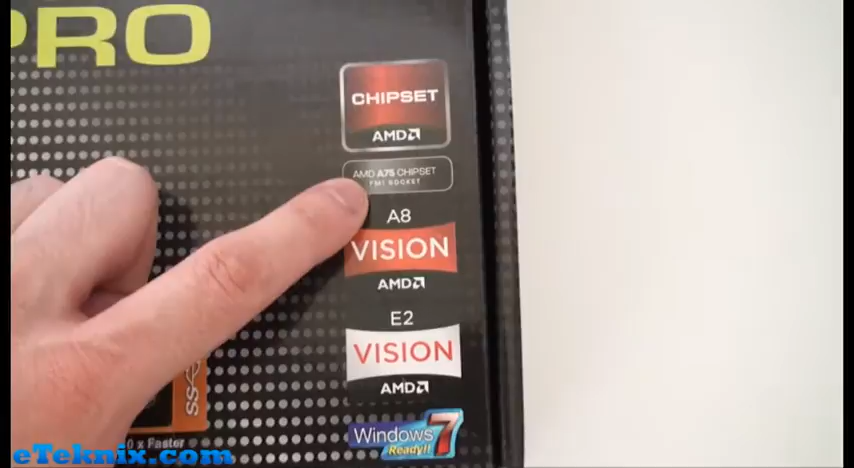 PRO
CHIPSET
AMD
AMD A75 CHIPSET
FM1 SOCKET
A8
VISION
AMD
E2
VISION
AMD
Windows 7
Ready!!
SS
0 x Faster
eTeknix.com